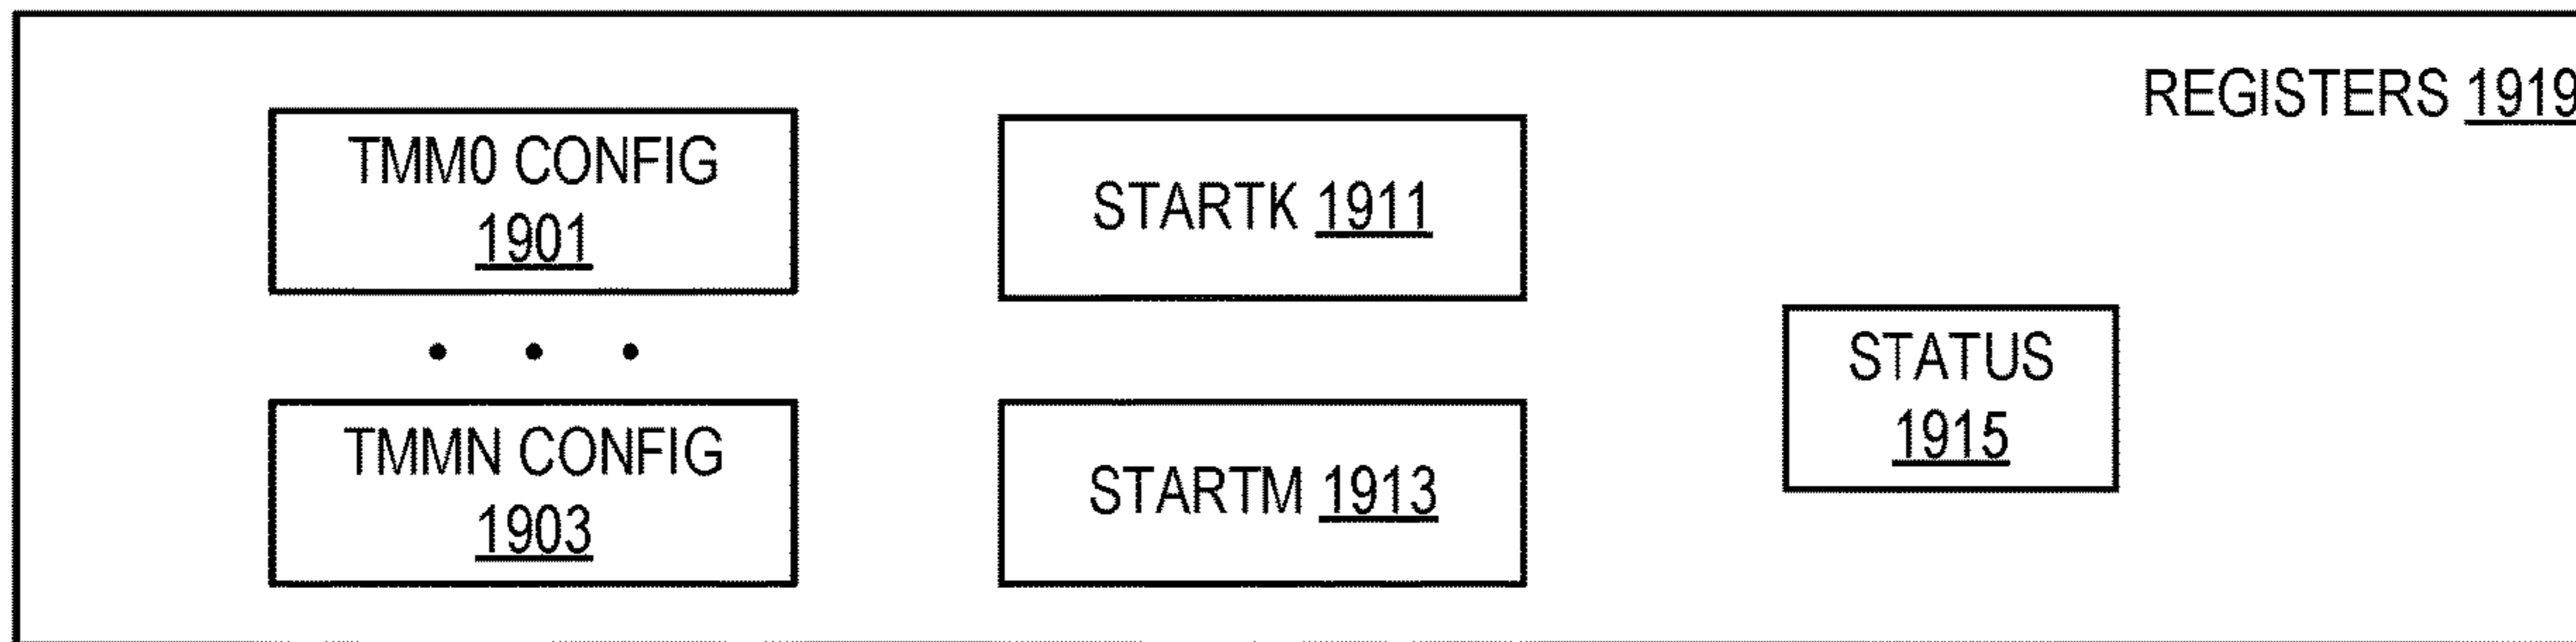 REGISTERS 1919
TMM0 CONFIG
1901
STARTK 1911
TMMN CONFIG
1903
STARTM 1913
STATUS
1915